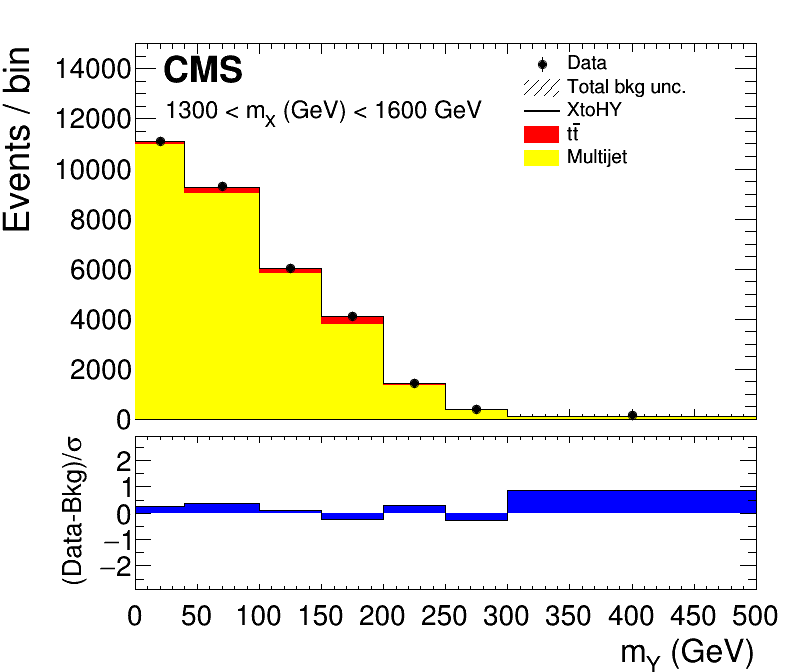 Events / bin
14000
12000
10000
8000
6000
4000
2000
0
CMS
1300 < m_X (GeV) < 1600 GeV
Data
Total bkg unc.
XtoHY
tt̄
Multijet
(Data-Bkg)/σ
2
1
0
−1
−2
0 50 100 150 200 250 300 350 400 450 500
m_Y (GeV)